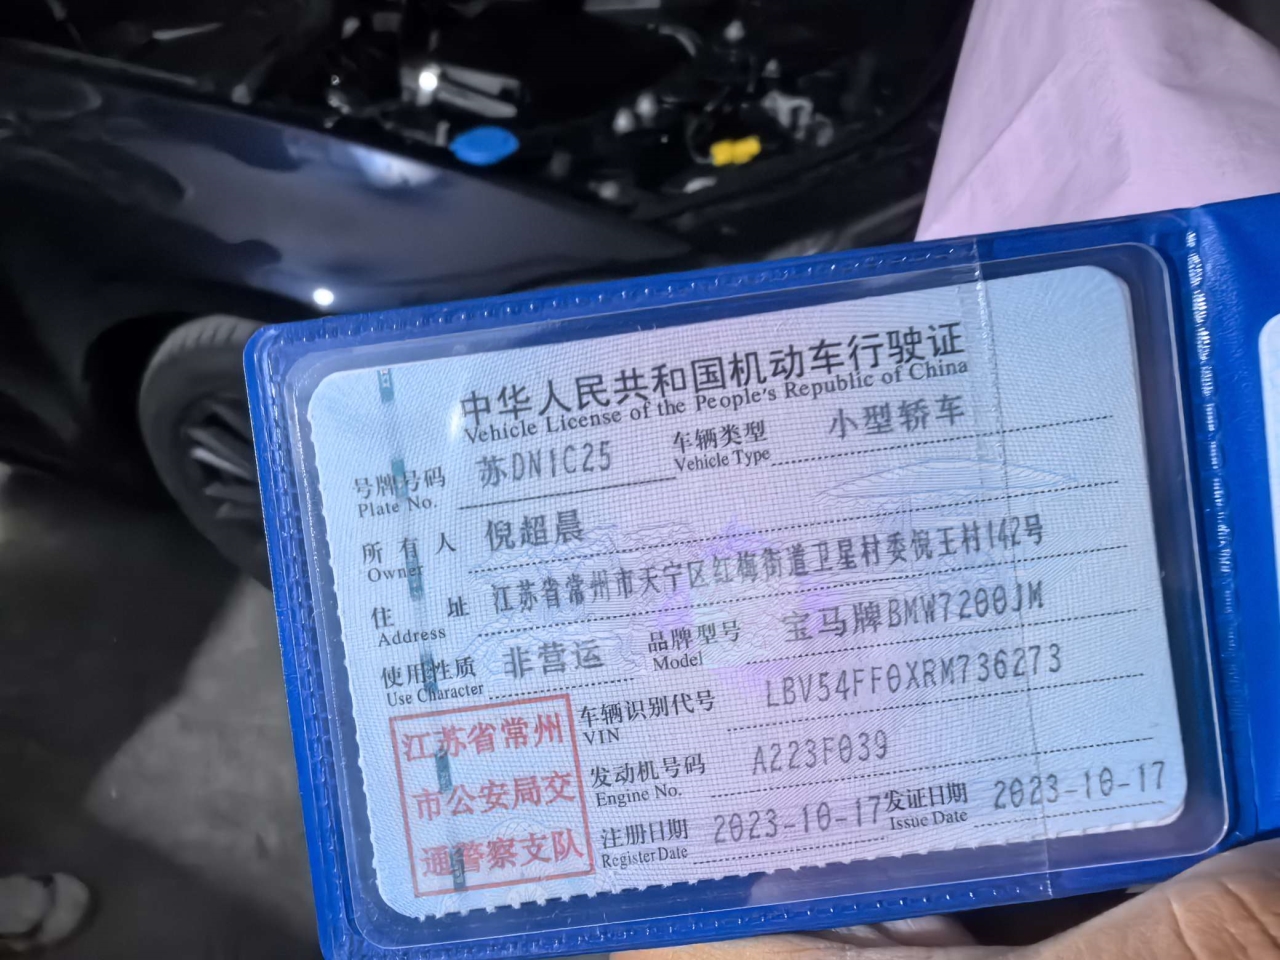 中华人民共和国机动车行驶证
Vehicle License of the People's Republic of China
号牌号码 苏DN1C25 车辆类型 小型轿车
Plate No. Vehicle Type
所有人 倪超晨
Owner
住址 江苏省常州市天宁区红梅街道卫星村委倪王村142号
Address
使用性质 非营运 品牌型号 宝马牌BMW7200JM
Use Character Model
车辆识别代号 LBV54FF0XRM736273
VIN
发动机号码 A223F039
Engine No.
注册日期 2023-10-17 发证日期 2023-10-17
Register Date Issue Date
江苏省常州
市公安局交
通警察支队